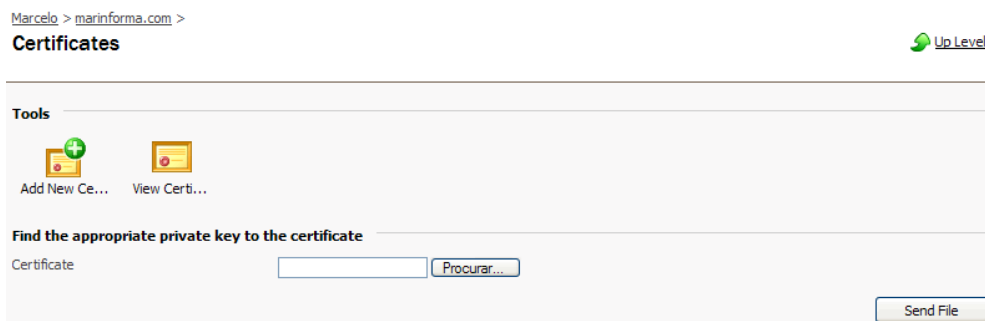 Marcelo > marinforma.com >
Certificates
Up Level
Tools
Add New Ce... View Certi...
Find the appropriate private key to the certificate
Certificate Procurar...
Send File